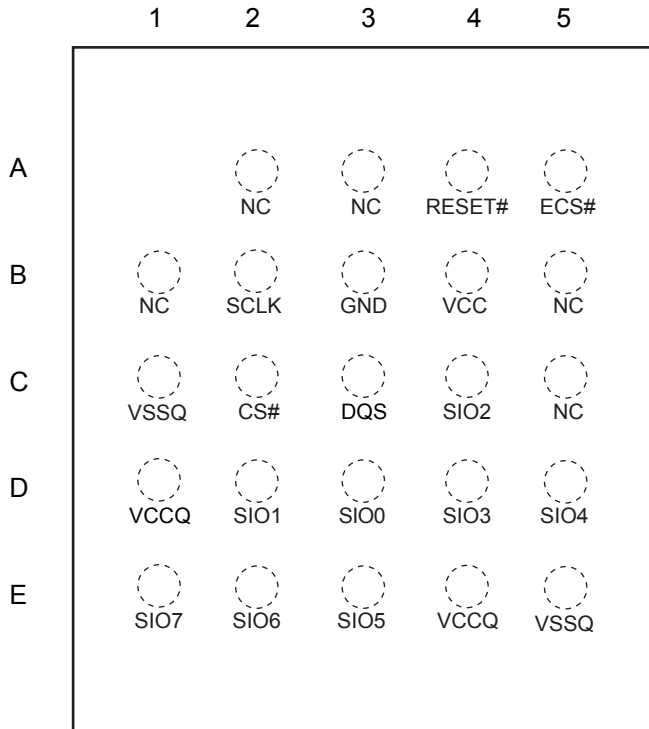 1 2 3 4 5
A
NC NC RESET# ECS#
B
NC SCLK GND VCC NC
C
VSSQ CS# DQS SIO2 NC
D
VCCQ SIO1 SIO0 SIO3 SIO4
E
SIO7 SIO6 SIO5 VCCQ VSSQ